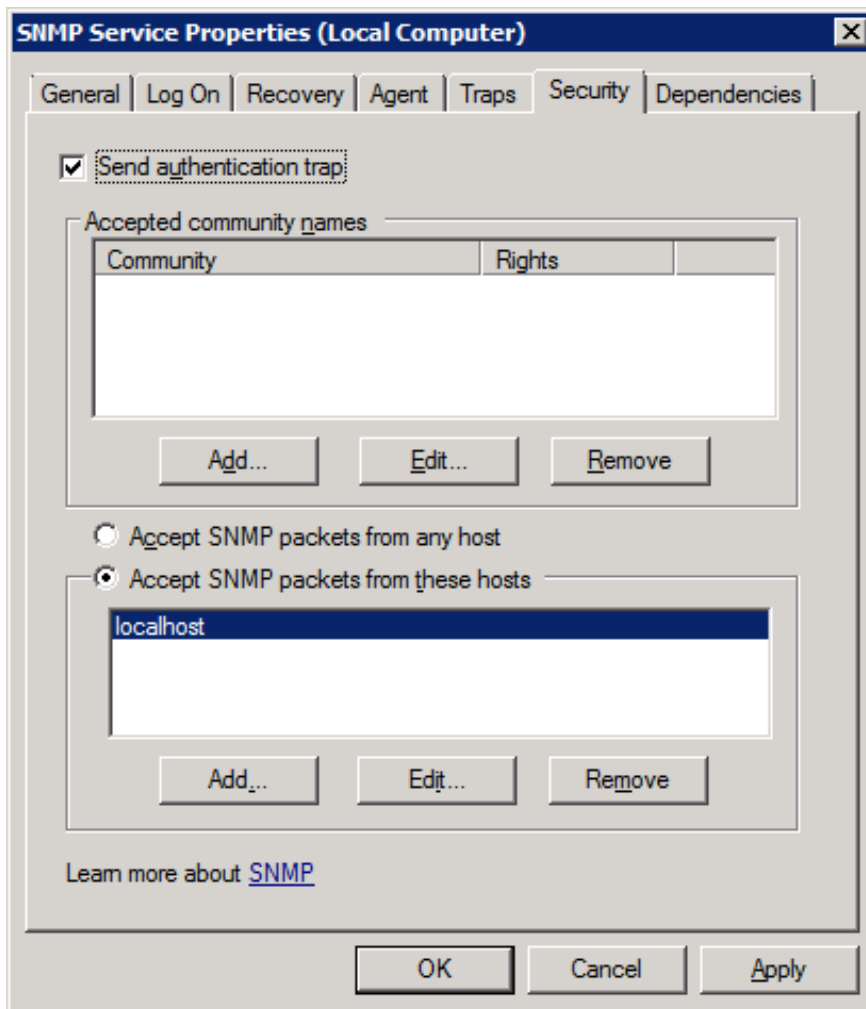 SNMP Service Properties (Local Computer)
General Log On Recovery Agent Traps Security Dependencies
Send authentication trap
Accepted community names
Community Rights
Add... Edit... Remove
Accept SNMP packets from any host
Accept SNMP packets from these hosts
localhost
Add... Edit... Remove
Learn more about SNMP
OK Cancel Apply